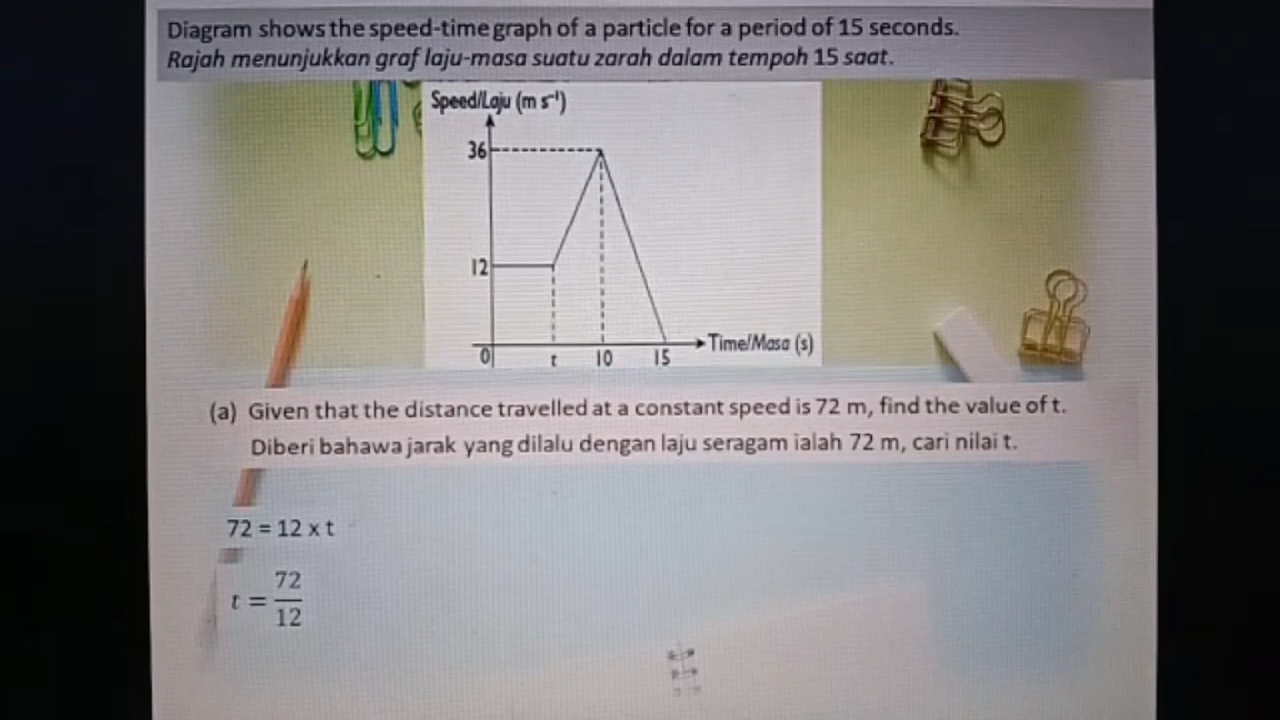 Diagram shows the speed-time graph of a particle for a period of 15 seconds.
Rajah menunjukkan graf laju-masa suatu zarah dalam tempoh 15 saat.
Speed/Laju (m s⁻¹)
36
12
0 t 10 15 Time/Masa (s)
(a) Given that the distance travelled at a constant speed is 72 m, find the value of t.
Diberi bahawa jarak yang dilalu dengan laju seragam ialah 72 m, cari nilai t.
72 = 12 x t
t = 72/12